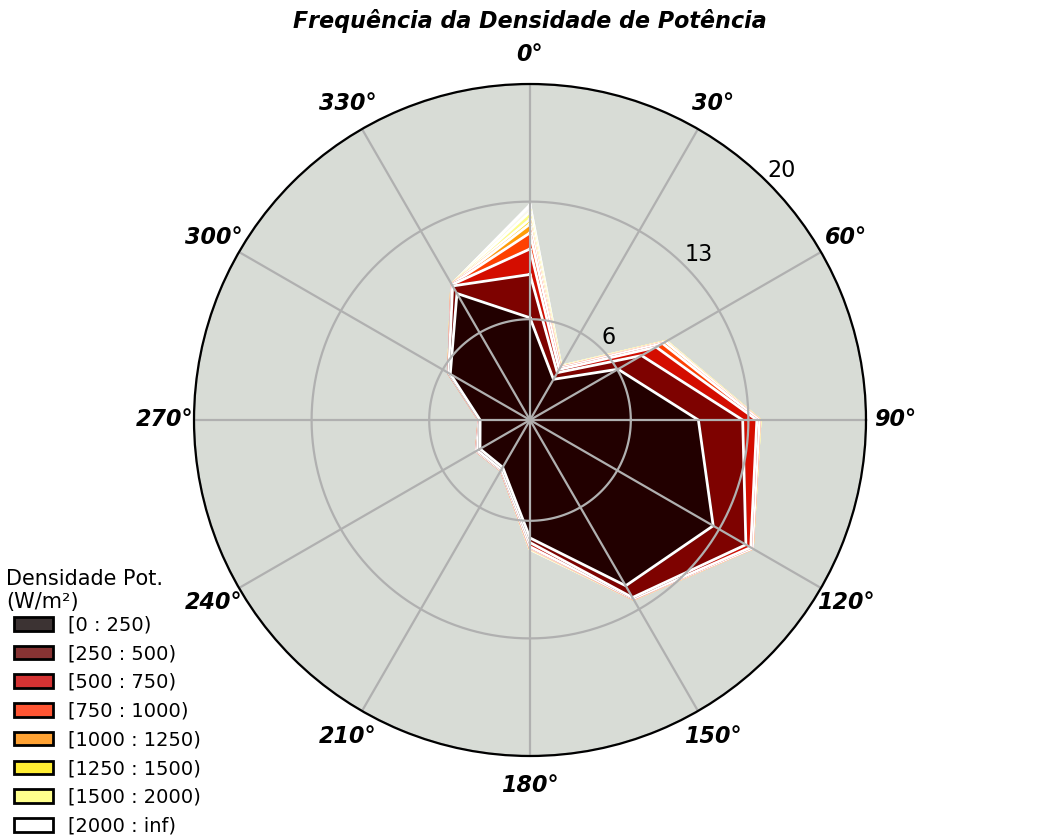 Frequência da Densidade de Potência
0°
330°
30°
20
300°
60°
13
6
270°
90°
240°
120°
210°
150°
180°
Densidade Pot.
(W/m²)
[0 : 250)
[250 : 500)
[500 : 750)
[750 : 1000)
[1000 : 1250)
[1250 : 1500)
[1500 : 2000)
[2000 : inf)